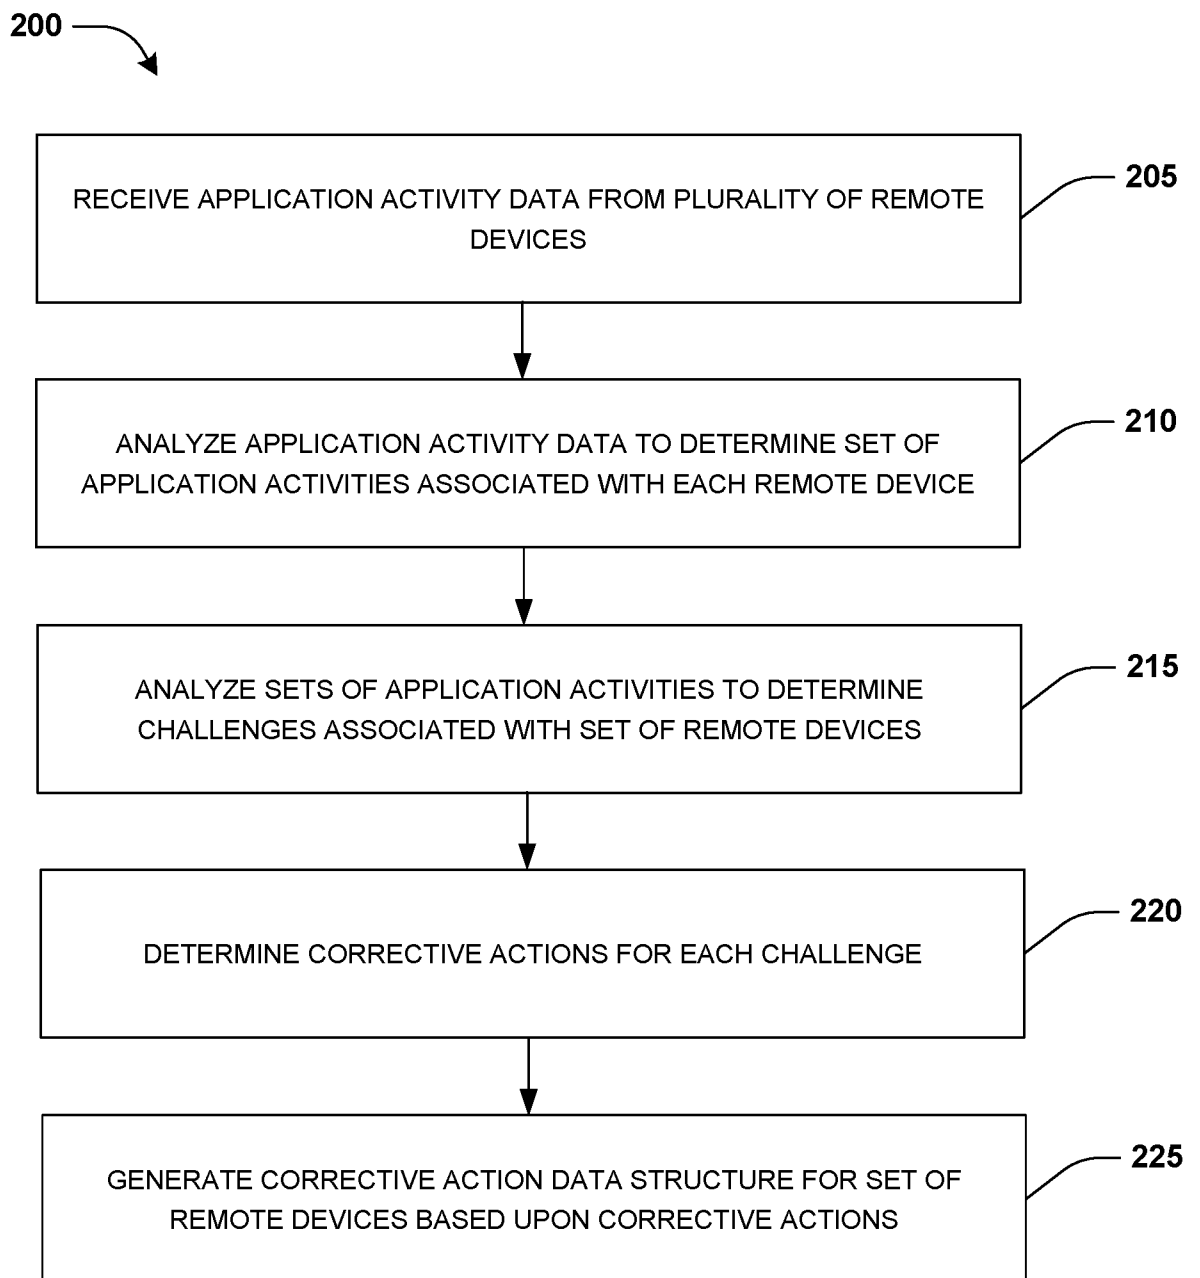 200
RECEIVE APPLICATION ACTIVITY DATA FROM PLURALITY OF REMOTE
DEVICES
205
ANALYZE APPLICATION ACTIVITY DATA TO DETERMINE SET OF
APPLICATION ACTIVITIES ASSOCIATED WITH EACH REMOTE DEVICE
210
ANALYZE SETS OF APPLICATION ACTIVITIES TO DETERMINE
CHALLENGES ASSOCIATED WITH SET OF REMOTE DEVICES
215
DETERMINE CORRECTIVE ACTIONS FOR EACH CHALLENGE
220
GENERATE CORRECTIVE ACTION DATA STRUCTURE FOR SET OF
REMOTE DEVICES BASED UPON CORRECTIVE ACTIONS
225